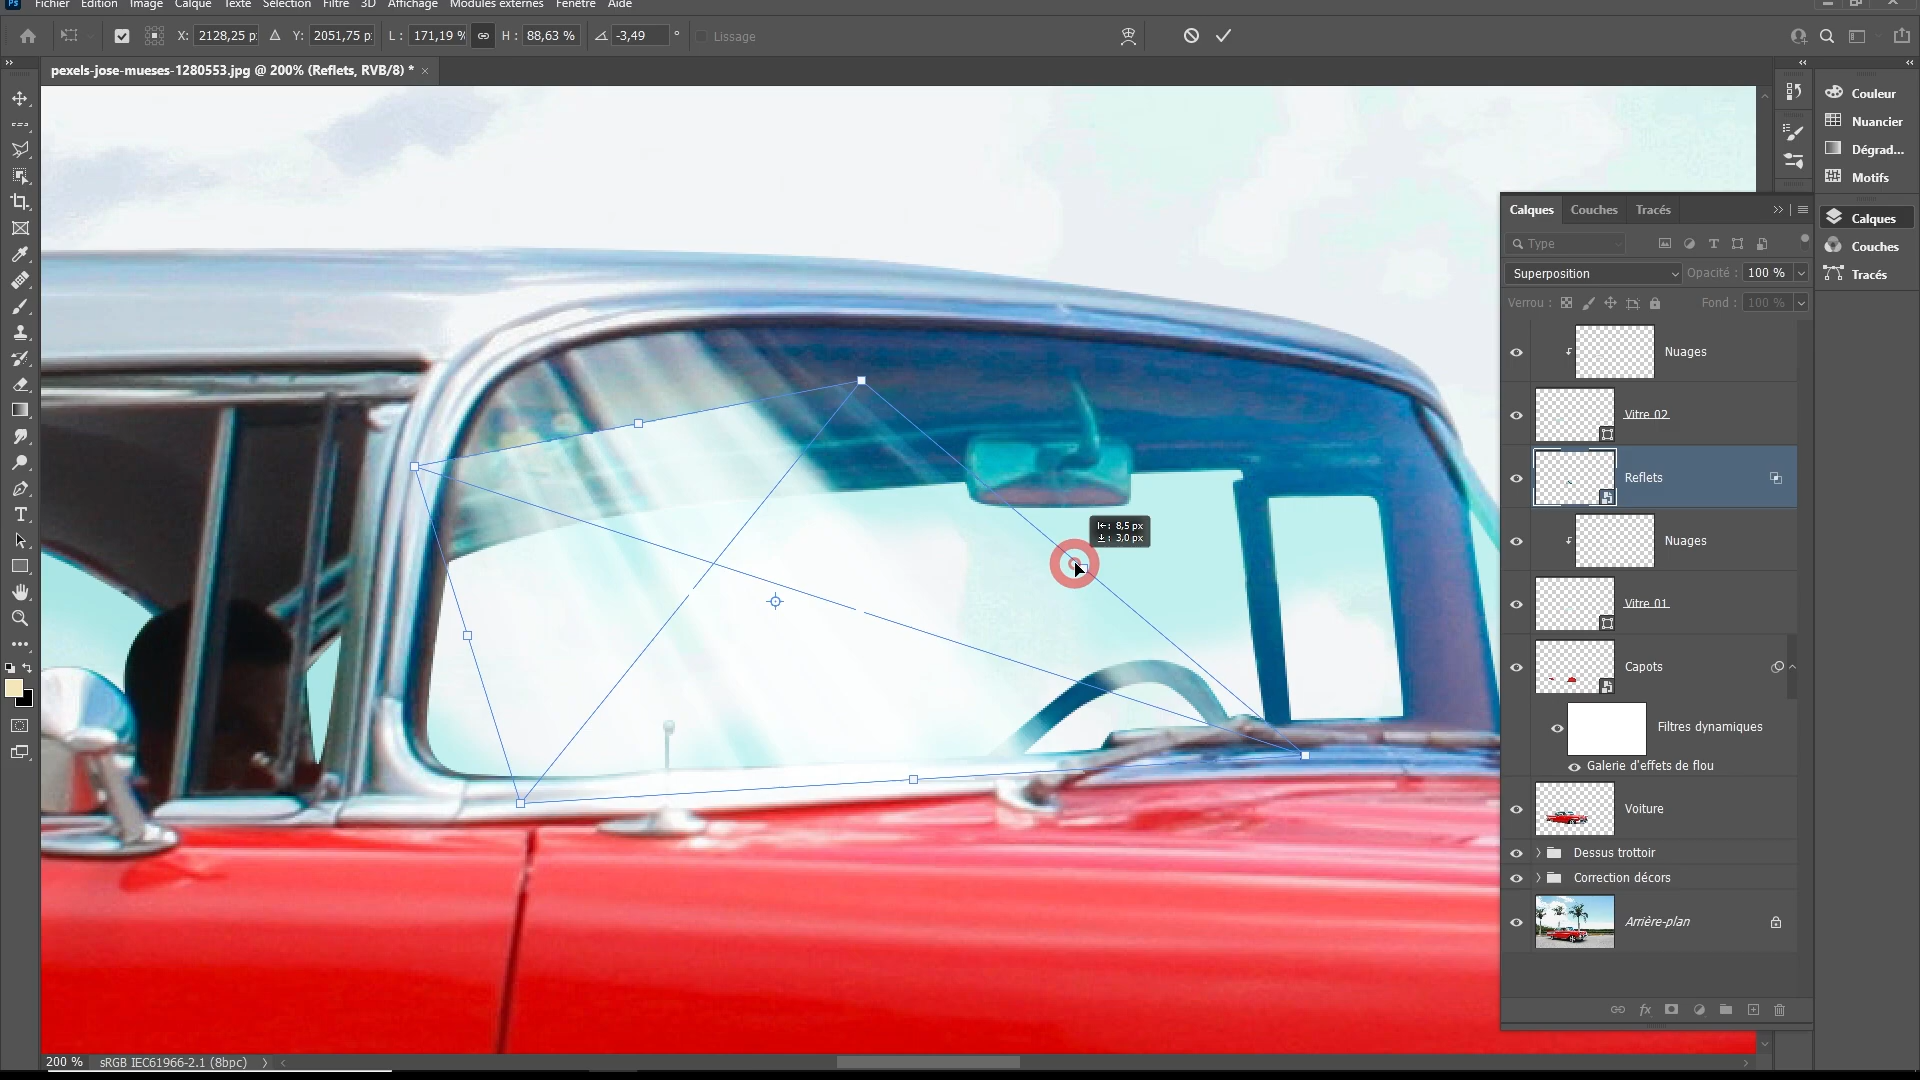 Ps Fichier Edition Image Calque Texte Sélection Filtre 3D Affichage Modules externes Fenêtre Aide
X: 2128,25 p Δ Y: 2051,75 p L : 171,19 % H : 88,63 % -3,49 ° Lissage
pexels-jose-mueses-1280553.jpg @ 200% (Reflets, RVB/8) * ×
Couleur
Nuancier
Dégrad...
Motifs
Calques
Couches
Tracés
Calques Couches Tracés
Type
Superposition Opacité : 100 %
Verrou : Fond : 100 %
Nuages
Vitre 02
Reflets
Nuages
Vitre 01
Capots
Filtres dynamiques
Galerie d'effets de flou
Voiture
Dessus trottoir
Correction décors
Arrière-plan
fx
8,5 px
3,0 px
200 % sRGB IEC61966-2.1 (8bpc)